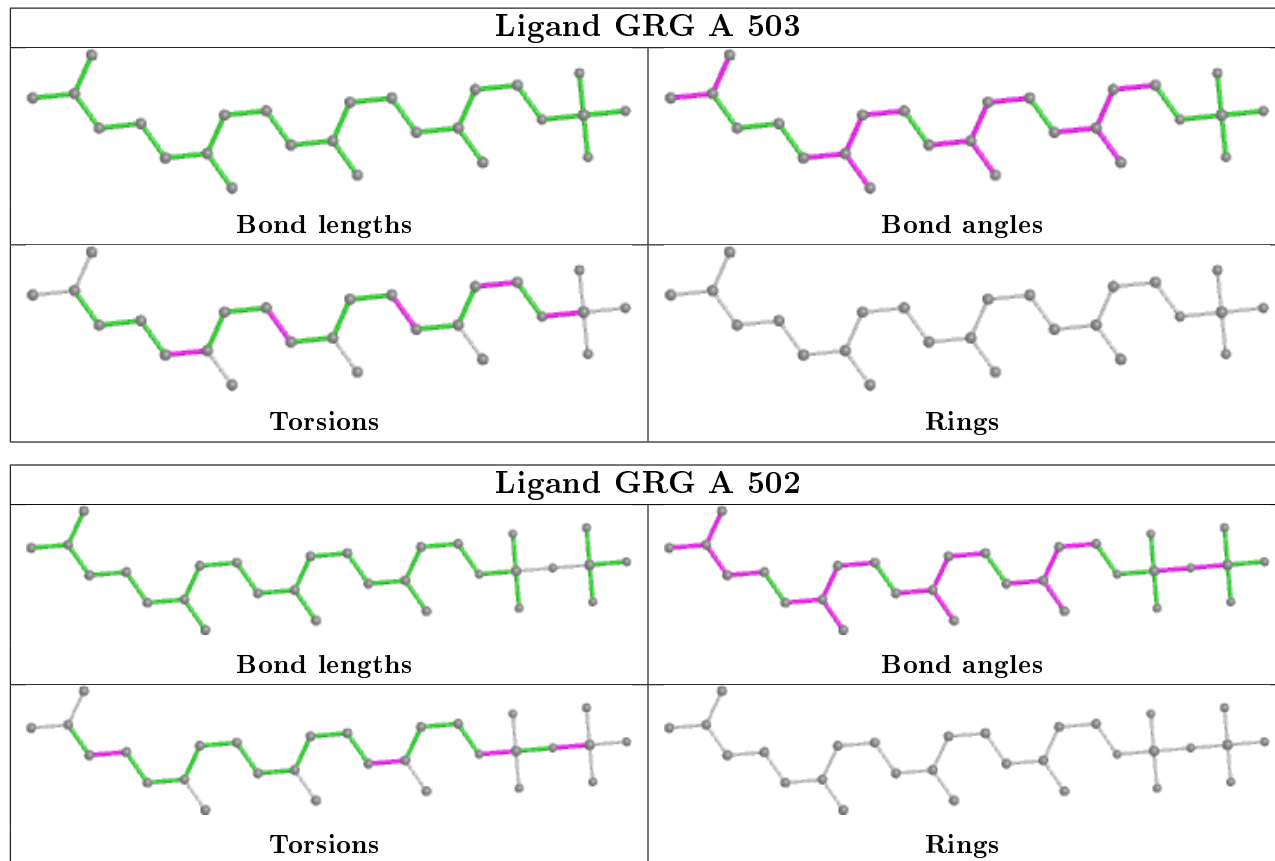 Ligand GRG A 503
Bond lengths
Bond angles
Torsions
Rings
Ligand GRG A 502
Bond lengths
Bond angles
Torsions
Rings